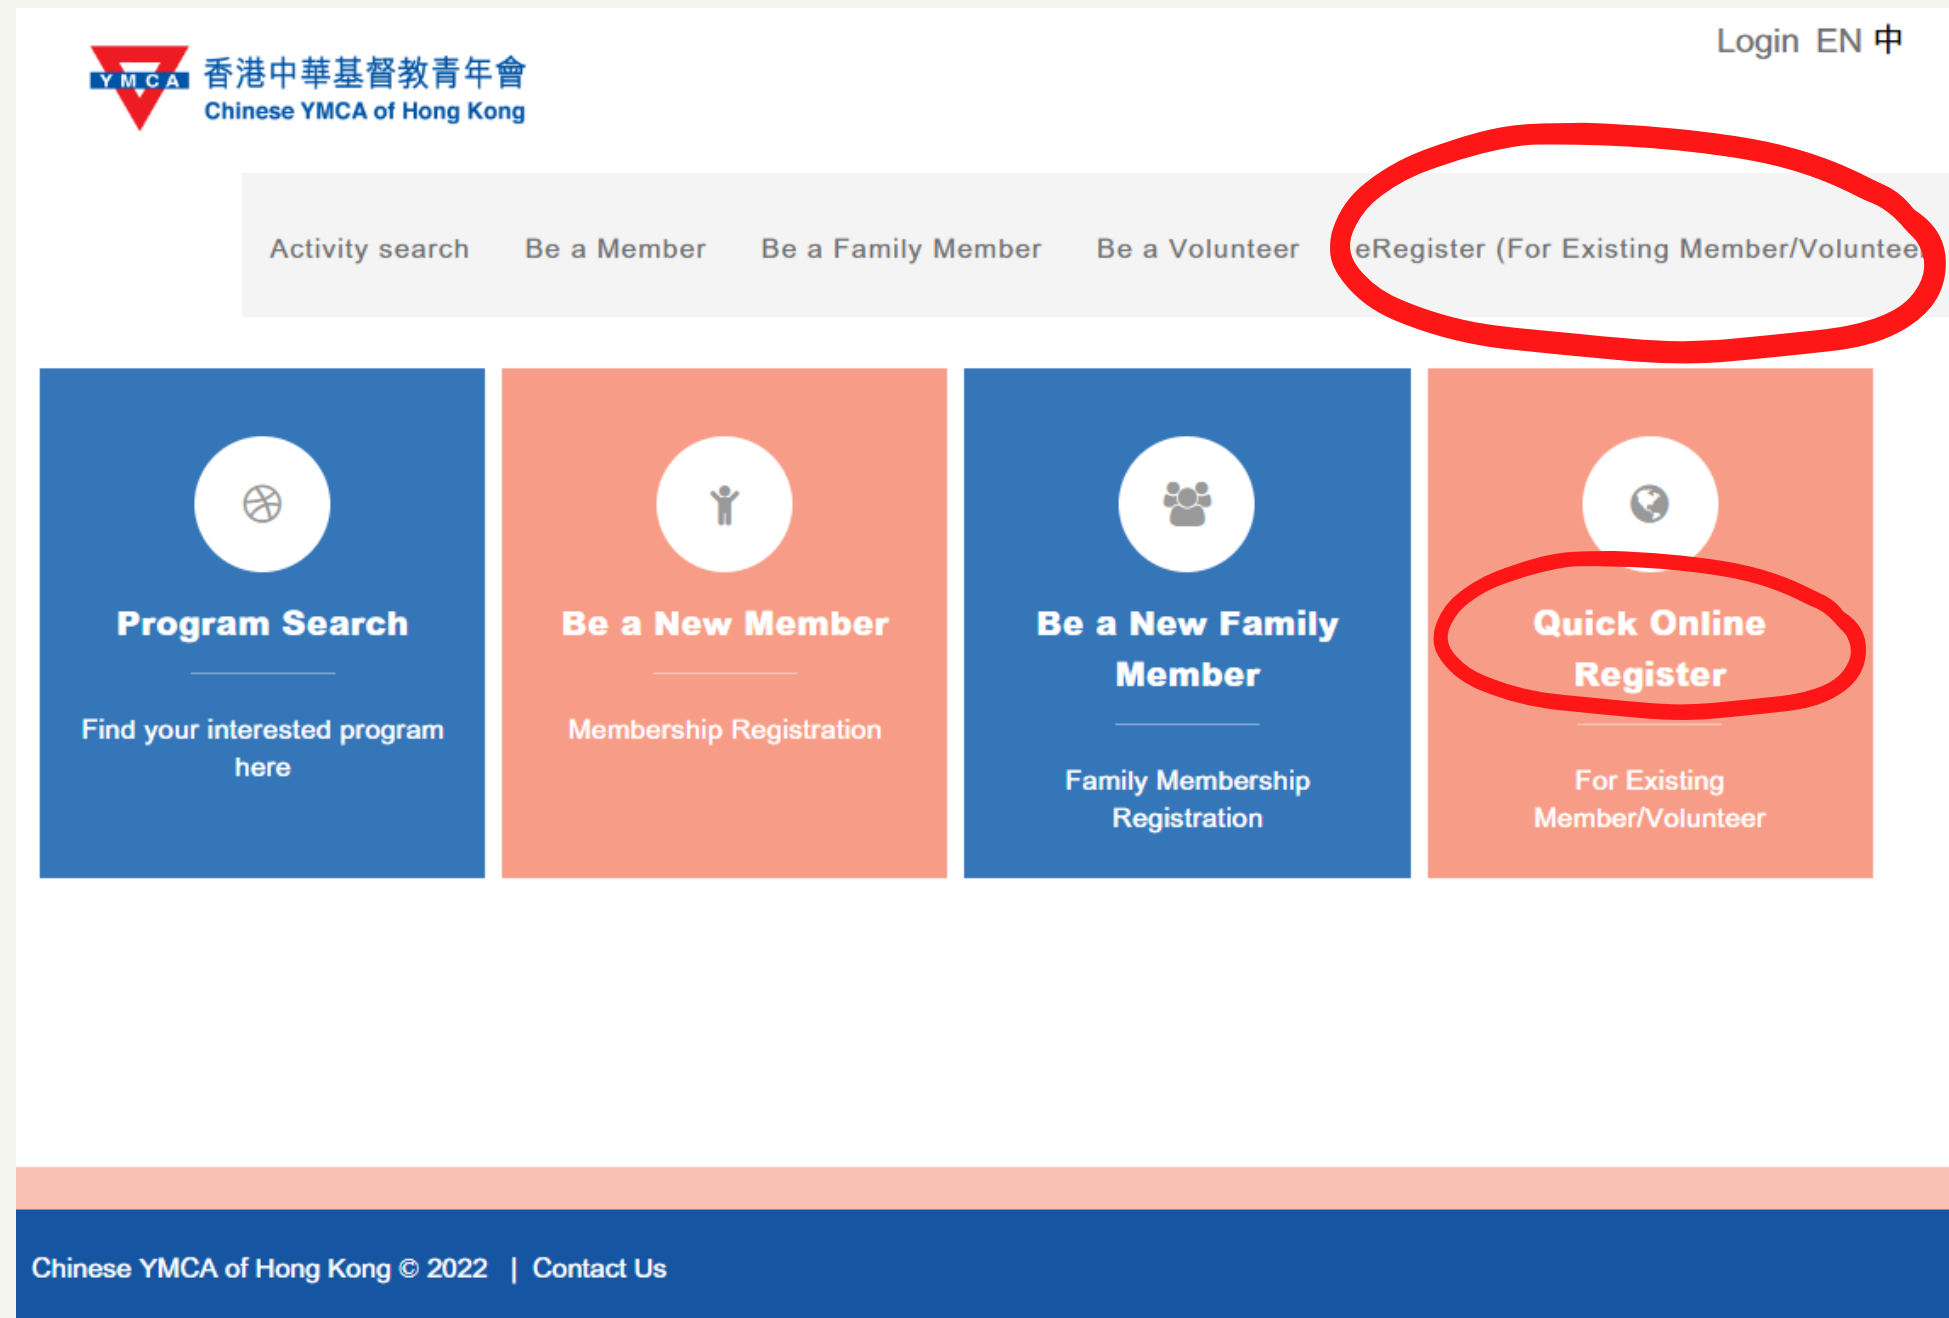 Login EN 中
YMCA
香港中華基督教青年會
Chinese YMCA of Hong Kong
Activity search Be a Member Be a Family Member Be a Volunteer eRegister (For Existing Member/Voluntee
Program Search
Find your interested program
here
Be a New Member
Membership Registration
Be a New Family
Member
Family Membership
Registration
Quick Online
Register
For Existing
Member/Volunteer
Chinese YMCA of Hong Kong © 2022 | Contact Us